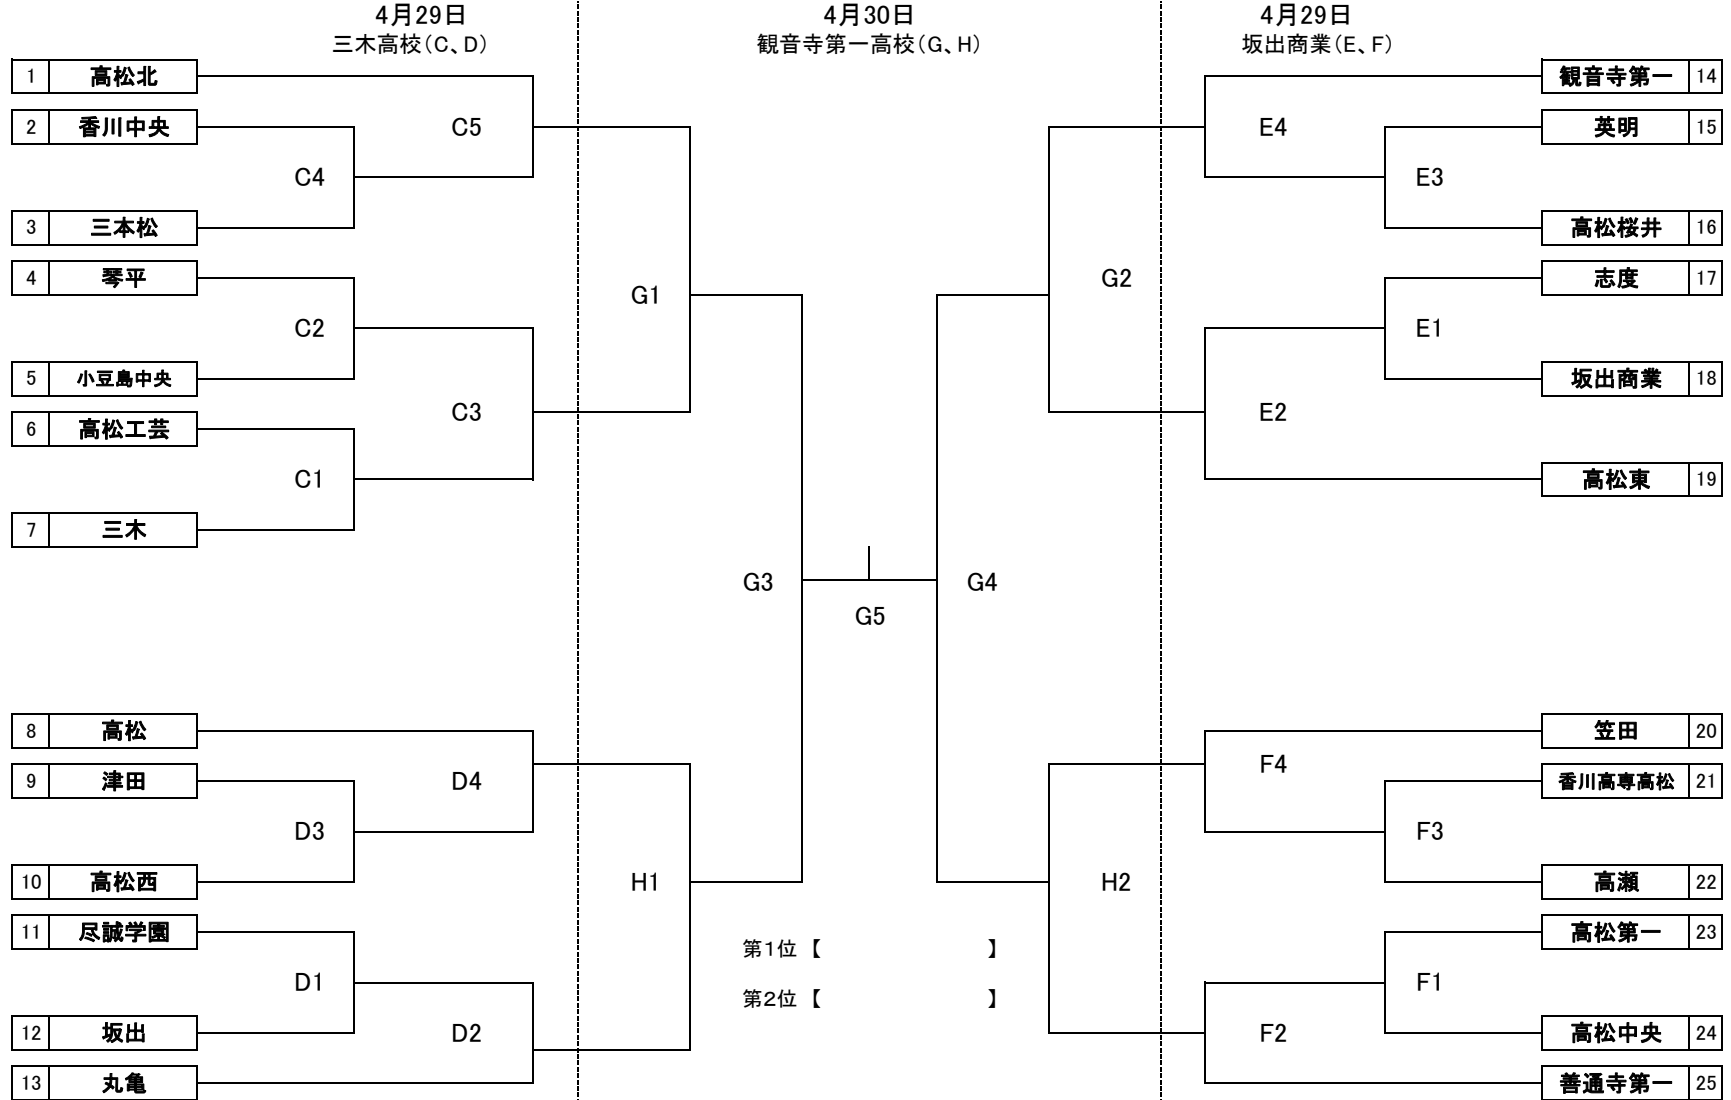 4月29日 4月30日 4月29日
三木高校（C、D） 観音寺第一高校（G、H） 坂出商業（E、F）
1 高松北 観音寺第一 14
2 香川中央 C5 E4 英明 15
C4 E3
3 三本松 高松桜井 16
4 琴平 G2 志度 17
G1
C2 E1
5 小豆島中央 坂出商業 18
C3 E2
6 高松工芸
C1 高松東 19
7 三木
G3 G4
G5
8 高松 笠田 20
F4
9 津田 D4 香川高専高松 21
D3 F3
10 高松西 H1 H2 高瀬 22
11 尽誠学園 高松第一 23
第1位 【 】
D1 F1
第2位 【 】
12 坂出 D2 F2 高松中央 24
13 丸亀 善通寺第一 25